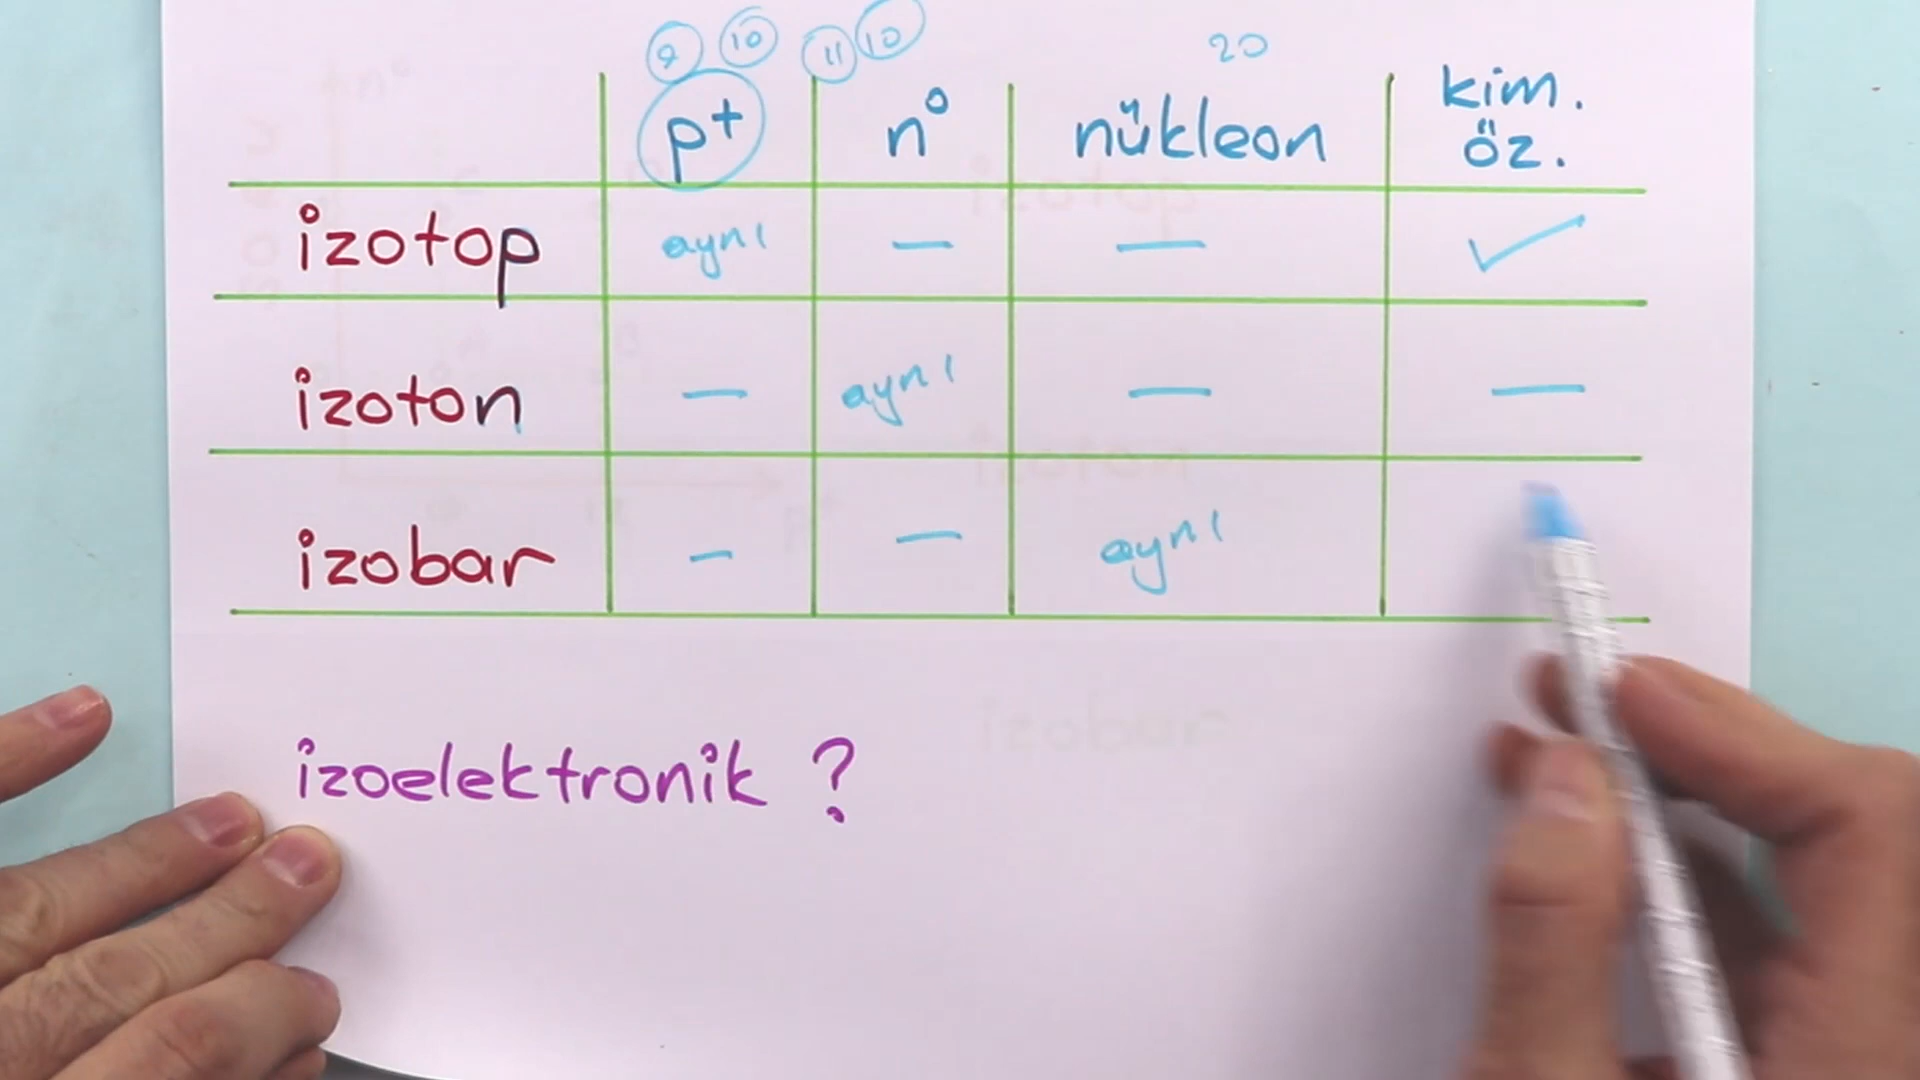 9 10 11 10 20
p+ n° nükleon kim. öz.
izotop aynı — — ✓
izoton — aynı — —
izobar — — aynı
izoelektronik ?